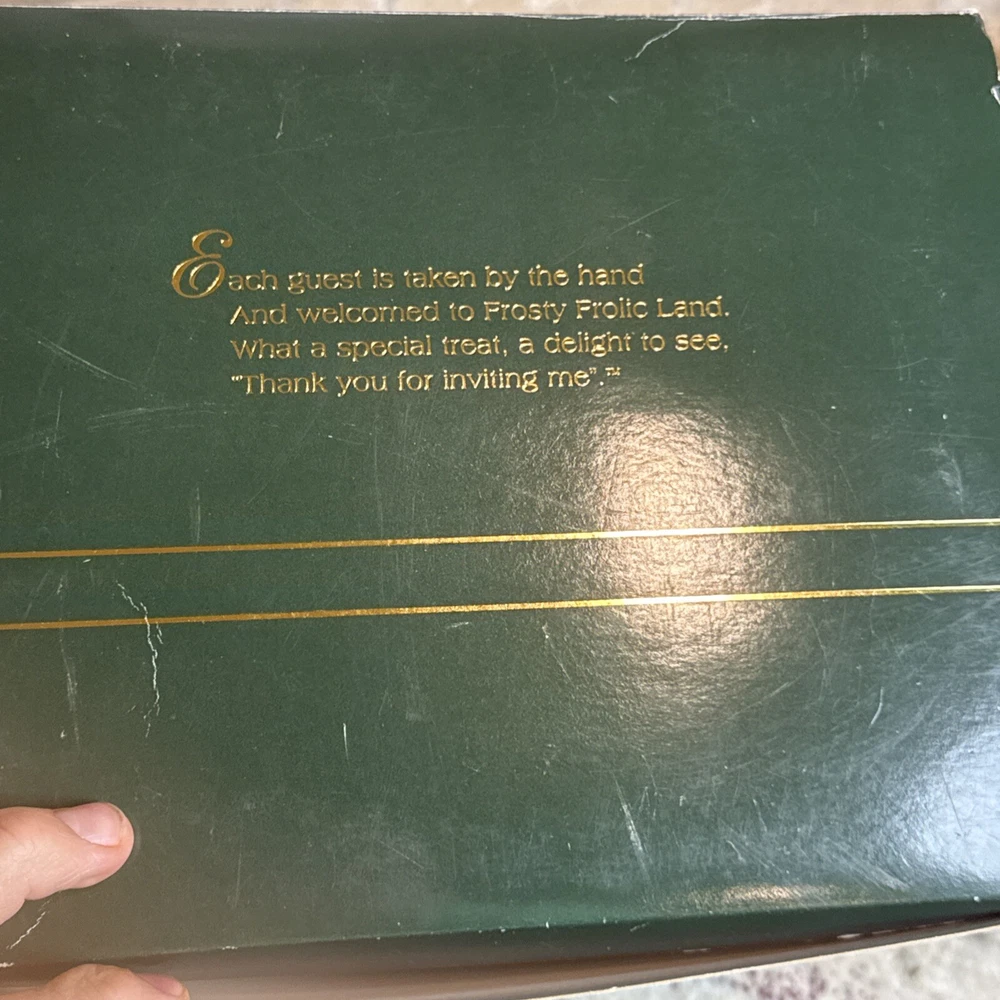 Each guest is taken by the hand
And welcomed to Frosty Frolic Land.
What a special treat, a delight to see,
"Thank you for inviting me".™